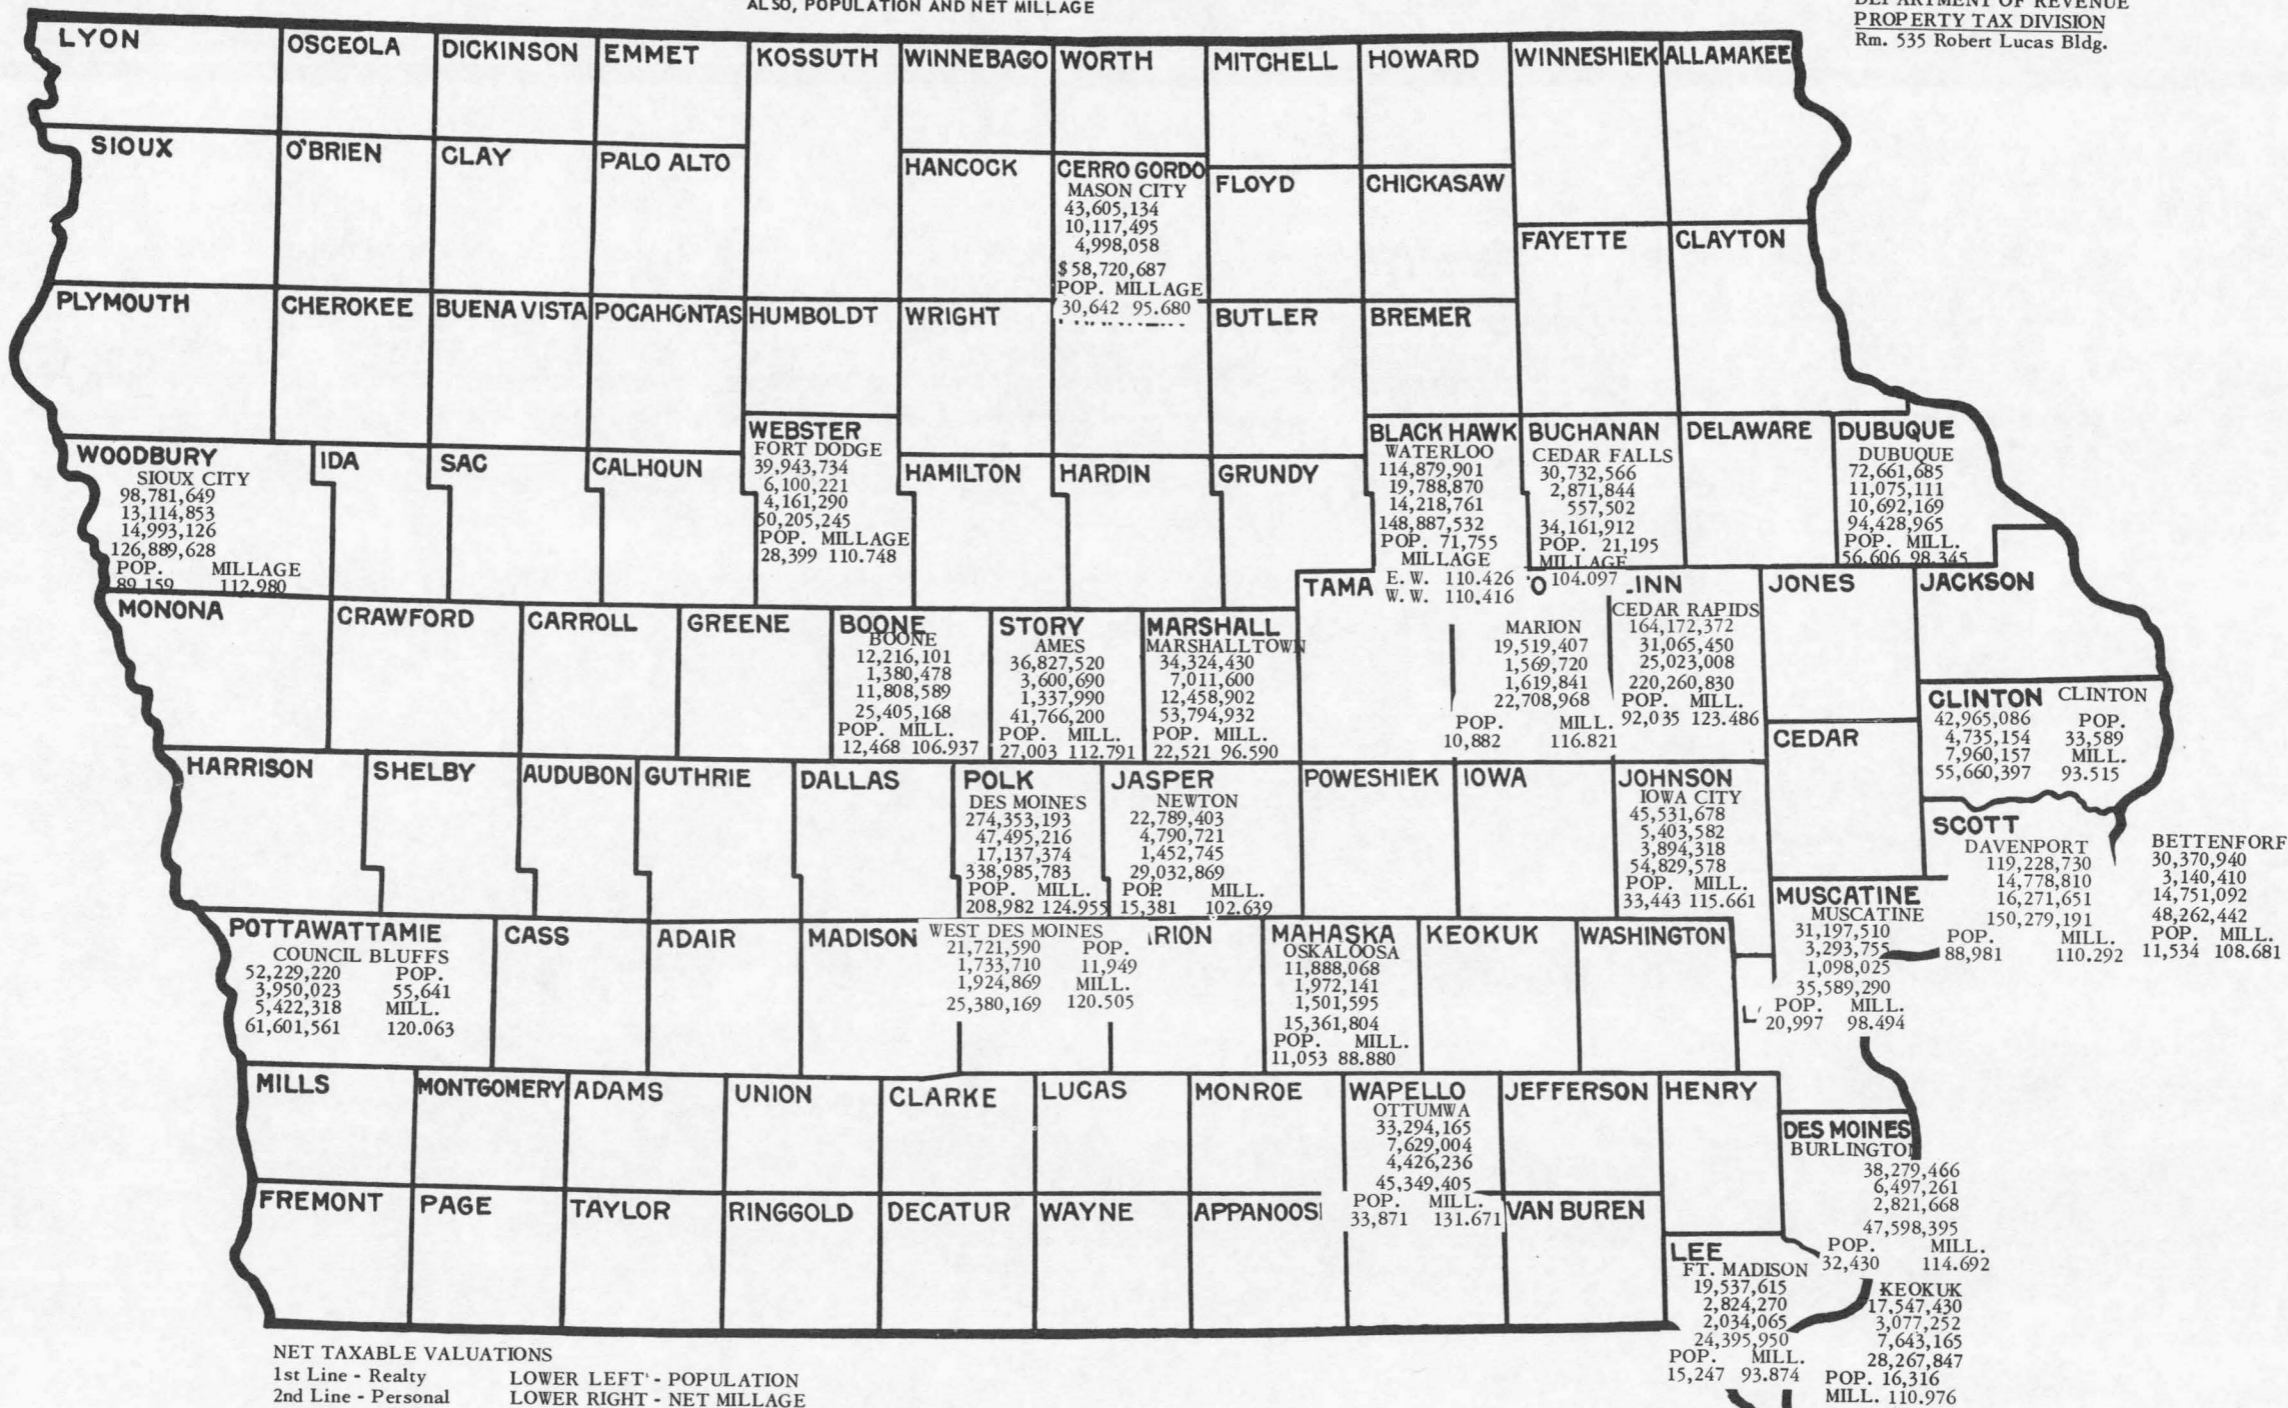 ALSO, POPULATION AND NET MILLAGE
DEPARTMENT OF REVENUE
PROPERTY TAX DIVISION
Rm. 535 Robert Lucas Bldg.
LYON
OSCEOLA
DICKINSON
EMMET
KOSSUTH
WINNEBAGO
WORTH
MITCHELL
HOWARD
WINNESHIEK
ALLAMAKEE
SIOUX
O'BRIEN
CLAY
PALO ALTO
HANCOCK
CERRO GORDO
MASON CITY
43,605,134
10,117,495
4,998,058
$58,720,687
POP. MILLAGE
30,642 95.680
FLOYD
CHICKASAW
FAYETTE
CLAYTON
PLYMOUTH
CHEROKEE
BUENA VISTA
POCAHONTAS
HUMBOLDT
WRIGHT
BUTLER
BREMER
WOODBURY
SIOUX CITY
98,781,649
13,114,853
14,993,126
126,889,628
POP. MILLAGE
89,159 112.980
IDA
SAC
CALHOUN
WEBSTER
FORT DODGE
39,943,734
6,100,221
4,161,290
50,205,245
POP. MILLAGE
28,399 110.748
HAMILTON
HARDIN
GRUNDY
BLACK HAWK
WATERLOO
114,879,901
19,788,870
14,218,761
148,887,532
POP. 71,755
MILLAGE
E.W. 110.426
W.W. 110,416
BUCHANAN
CEDAR FALLS
30,732,566
2,871,844
557,502
34,161,912
POP. 21,195
MILLAGE
104.097
DELAWARE
DUBUQUE
DUBUQUE
72,661,685
11,075,111
10,692,169
94,428,965
POP. MILL.
56,606 98.345
MONONA
CRAWFORD
CARROLL
GREENE
BOONE
BOONE
12,216,101
1,380,478
11,808,589
25,405,168
POP. MILL.
12,468 106.937
STORY
AMES
36,827,520
3,600,690
1,337,990
41,766,200
POP. MILL.
27,003 112.791
MARSHALL
MARSHALLTOWN
34,324,430
7,011,600
12,458,902
53,794,932
POP. MILL.
22,521 96.590
TAMA
O
MARION
19,519,407
1,569,720
1,619,841
22,708,968
POP. MILL.
10,882 116.821
INN
CEDAR RAPIDS
164,172,372
31,065,450
25,023,008
220,260,830
POP. MILL.
92,035 123.486
JONES
JACKSON
CLINTON CLINTON
42,965,086 POP.
4,735,154 33,589
7,960,157 MILL.
55,660,397 93.515
CEDAR
HARRISON
SHELBY
AUDUBON
GUTHRIE
DALLAS
POLK
DES MOINES
274,353,193
47,495,216
17,137,374
338,985,783
POP. MILL.
208,982 124.955
JASPER
NEWTON
22,789,403
4,790,721
1,452,745
29,032,869
POP. MILL.
15,381 102.639
POWESHIEK
IOWA
JOHNSON
IOWA CITY
45,531,678
5,403,582
3,894,318
54,829,578
POP. MILL.
33,443 115.661
SCOTT
DAVENPORT
119,228,730
14,778,810
16,271,651
150,279,191
POP. MILL.
88,981 110.292
BETTENFORF
30,370,940
3,140,410
14,751,092
48,262,442
POP. MILL.
11,534 108.681
MUSCATINE
MUSCATINE
31,197,510
3,293,755
1,098,025
35,589,290
POP. MILL.
20,997 98.494
POTTAWATTAMIE
COUNCIL BLUFFS
52,229,220 POP.
3,950,023 55,641
5,422,318 MILL.
61,601,561 120.063
CASS
ADAIR
MADISON
WEST DES MOINES
21,721,590 POP.
1,733,710 11,949
1,924,869 MILL.
25,380,169 120.505
RION
MAHASKA
OSKALOOSA
11,888,068
1,972,141
1,501,595
15,361,804
POP. MILL.
11,053 88.880
KEOKUK
WASHINGTON
L
MILLS
MONTGOMERY
ADAMS
UNION
CLARKE
LUCAS
MONROE
WAPELLO
OTTUMWA
33,294,165
7,629,004
4,426,236
45,349,405
POP. MILL.
33,871 131.671
JEFFERSON
HENRY
DES MOINES
BURLINGTON
38,279,466
6,497,261
2,821,668
47,598,395
POP. MILL.
32,430 114.692
FREMONT
PAGE
TAYLOR
RINGGOLD
DECATUR
WAYNE
APPANOOS
VAN BUREN
LEE
FT. MADISON
19,537,615
2,824,270
2,034,065
24,395,950
POP. MILL.
15,247 93.874
KEOKUK
17,547,430
3,077,252
7,643,165
28,267,847
POP. 16,316
MILL. 110.976
NET TAXABLE VALUATIONS
1st Line - Realty LOWER LEFT - POPULATION
2nd Line - Personal LOWER RIGHT - NET MILLAGE